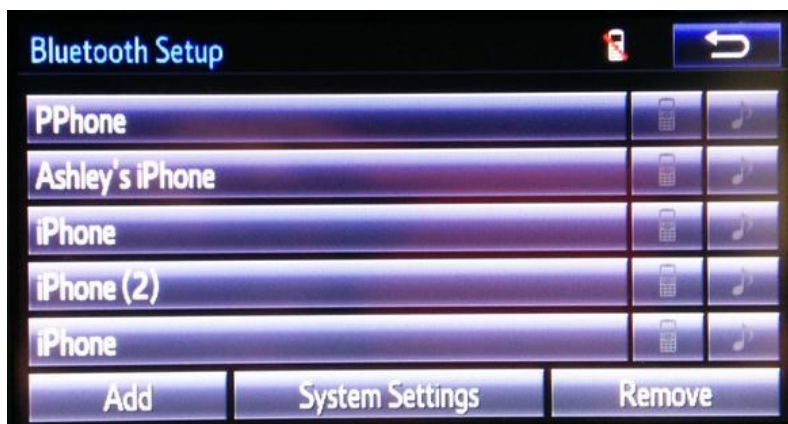 Bluetooth Setup
PPhone
Ashley's iPhone
iPhone
iPhone (2)
iPhone
Add System Settings Remove